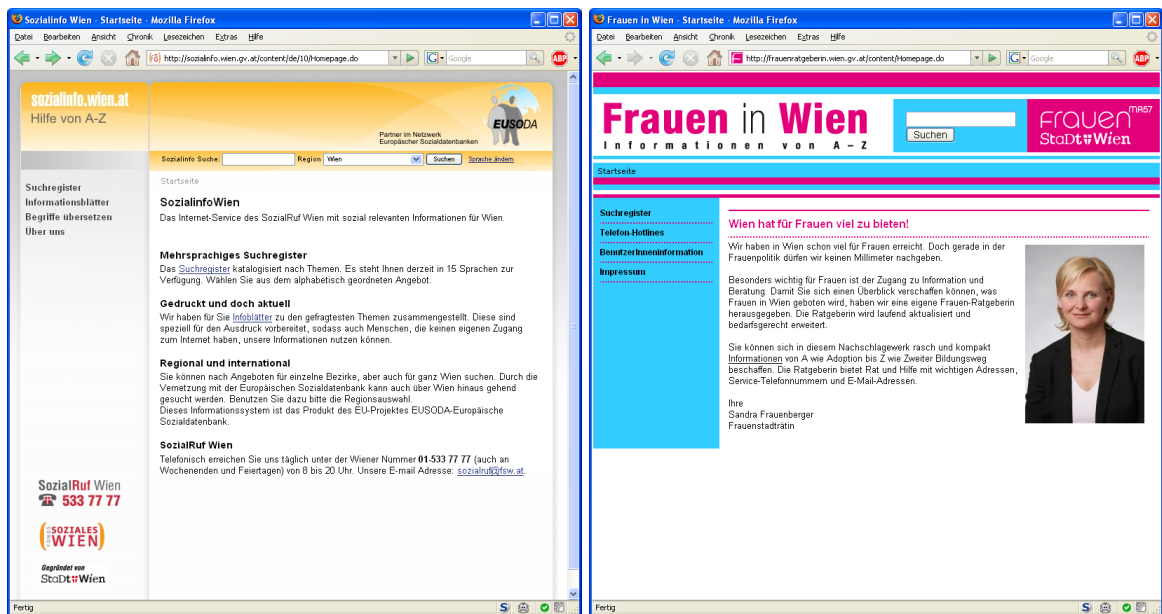 Sozialinfo Wien - Startseite - Mozilla Firefox
Datei Bearbeiten Ansicht Chronik Lesezeichen Extras Hilfe
http://sozialinfo.wien.gv.at/content/de/10/Homepage.do
Google
ABP
sozialinfo.wien.at
Hilfe von A-Z
EUSODA
Partner im Netzwerk
Europäischer Sozialdatenbanken
Sozialinfo Suche: Region Wien Suchen Sprache ändern
Startseite
Suchregister
Informationsblätter
Begriffe übersetzen
Über uns
SozialinfoWien
Das Internet-Service des SozialRuf Wien mit sozial relevanten Informationen für Wien.
Mehrsprachiges Suchregister
Das Suchregister katalogisiert nach Themen. Es steht Ihnen derzeit in 15 Sprachen zur
Verfügung. Wählen Sie aus dem alphabetisch geordneten Angebot.
Gedruckt und doch aktuell
Wir haben für Sie Infoblätter zu den gefragtesten Themen zusammengestellt. Diese sind
speziell für den Ausdruck vorbereitet, sodass auch Menschen, die keinen eigenen Zugang
zum Internet haben, unsere Informationen nutzen können.
Regional und international
Sie können nach Angeboten für einzelne Bezirke, aber auch für ganz Wien suchen. Durch die
Vernetzung mit der Europäischen Sozialdatenbank kann auch über Wien hinaus gehend
gesucht werden. Benutzen Sie dazu bitte die Regionsauswahl.
Dieses Informationssystem ist das Produkt des EU-Projektes EUSODA-Europäische
Sozialdatenbank.
SozialRuf Wien
Telefonisch erreichen Sie uns täglich unter der Wiener Nummer 01-533 77 77 (auch an
Wochenenden und Feiertagen) von 8 bis 20 Uhr. Unsere E-mail Adresse: sozialruf@fsw.at.
SozialRuf Wien
533 77 77
FONDS
SOZIALES
WIEN
Gegründet von
StaDt Wien
Fertig
Frauen in Wien - Startseite - Mozilla Firefox
Datei Bearbeiten Ansicht Chronik Lesezeichen Extras Hilfe
http://frauenratgeberin.wien.gv.at/content/Homepage.do
Google
ABP
Frauen in Wien
Informationen von A-Z
Suchen
Frauen MA57
StaDt Wien
Startseite
Suchregister
Telefon-Hotlines
BenutzerInneninformation
Impressum
Wien hat für Frauen viel zu bieten!
Wir haben in Wien schon viel für Frauen erreicht. Doch gerade in der
Frauenpolitik dürfen wir keinen Millimeter nachgeben.
Besonders wichtig für Frauen ist der Zugang zu Information und
Beratung. Damit Sie sich einen Überblick verschaffen können, was
Frauen in Wien geboten wird, haben wir eine eigene Frauen-Ratgeberin
herausgegeben. Die Ratgeberin wird laufend aktualisiert und
bedarfsgerecht erweitert.
Sie können sich in diesem Nachschlagewerk rasch und kompakt
Informationen von A wie Adoption bis Z wie Zweiter Bildungsweg
beschaffen. Die Ratgeberin bietet Rat und Hilfe mit wichtigen Adressen,
Service-Telefonnummern und E-Mail-Adressen.
Ihre
Sandra Frauenberger
Frauenstadträtin
Fertig